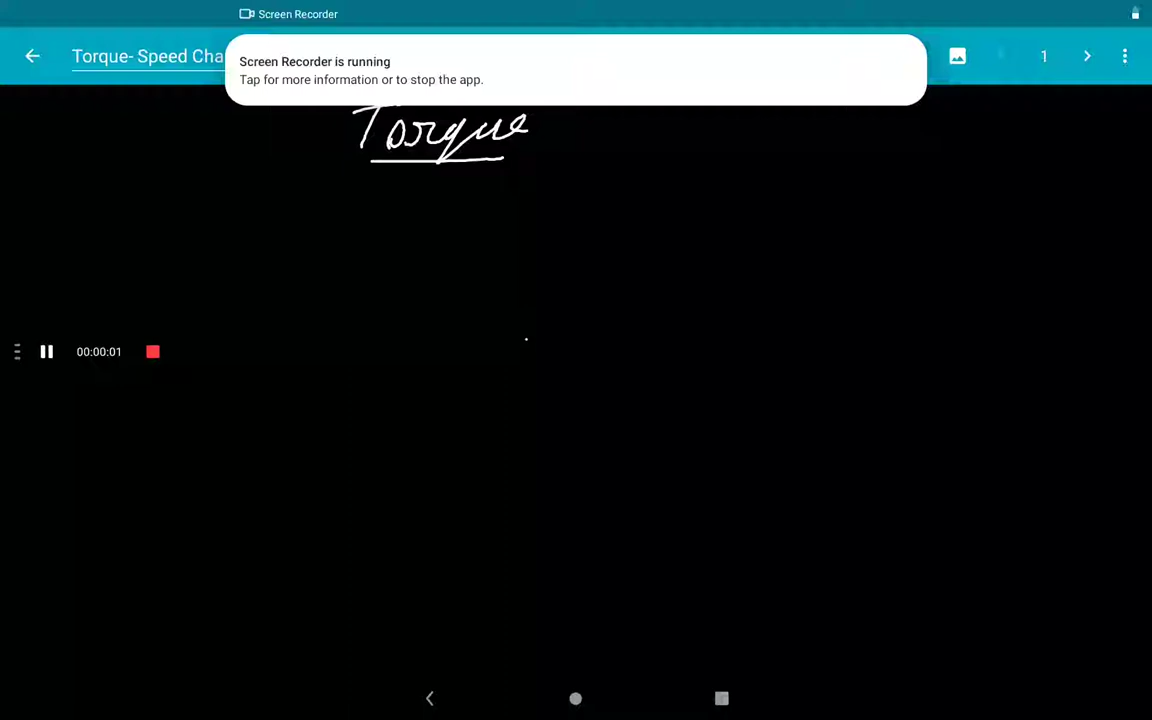 Screen Recorder
Torque- Speed Cha
Screen Recorder is running
Tap for more information or to stop the app.
1
Torque
00:00:01